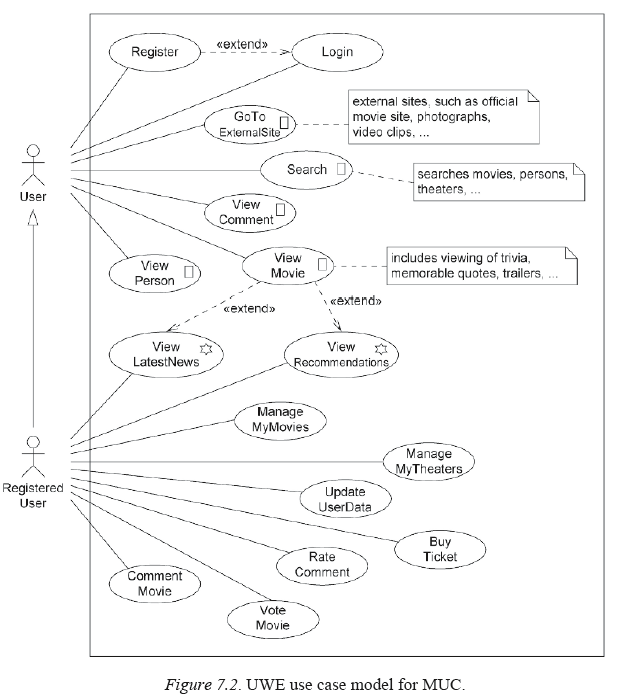 Register
«extend»
Login
GoTo
ExternalSite
external sites, such as official
movie site, photographs,
video clips, ...
Search
searches movies, persons,
theaters, ...
User
View
Comment
View
Person
View
Movie
includes viewing of trivia,
memorable quotes, trailers, ...
«extend»
«extend»
View
LatestNews
View
Recommendations
Manage
MyMovies
Manage
MyTheaters
Registered
User
Update
UserData
Buy
Ticket
Rate
Comment
Comment
Movie
Vote
Movie
Figure 7.2. UWE use case model for MUC.